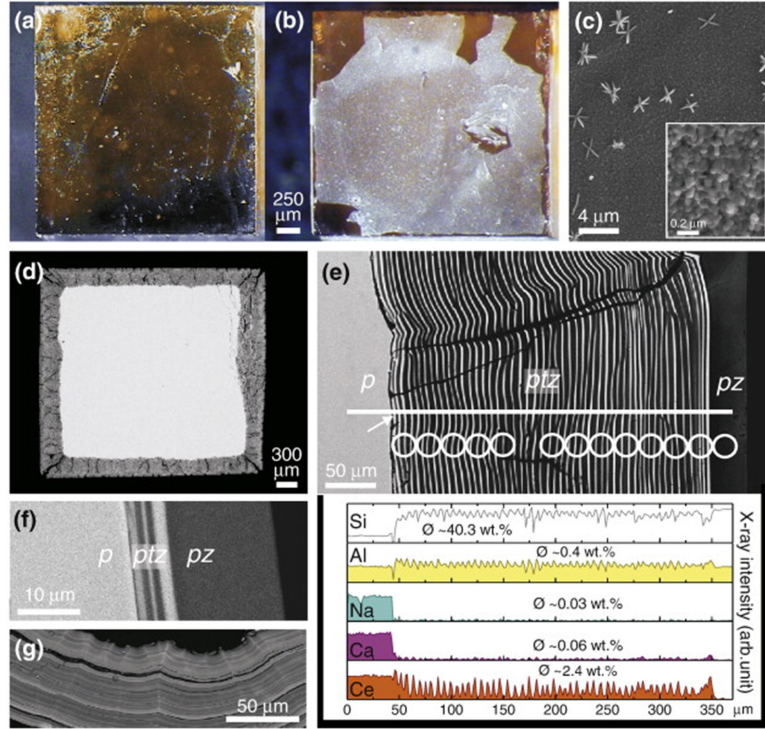 (a)
(b)
250
μm
(c)
4 μm
0.2 μm
(d)
300
μm
(e)
p
ptz
pz
50 μm
(f)
p
ptz
pz
10 μm
(g)
50 μm
Si
Ø ~40.3 wt.%
Al
Ø ~0.4 wt.%
Na
Ø ~0.03 wt.%
Ca
Ø ~0.06 wt.%
Ce
Ø ~2.4 wt.%
0 50 100 150 200 250 300 350 μm
X-ray intensity (arb.unit)